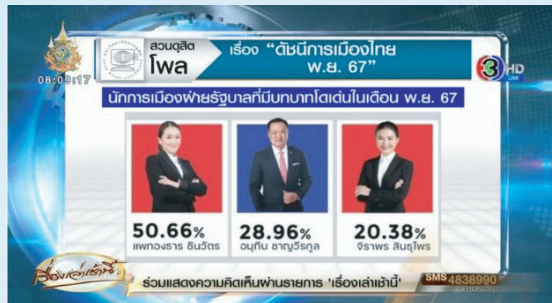 สวนดุสิต
โพล
เรื่อง “ดัชนีการเมืองไทย
พ.ย. 67”
08:09:17
3 HD
LIVE
นักการเมืองฝ่ายรัฐบาลที่มีบทบาทโดดเด่นในเดือน พ.ย. 67
50.66%
แพทองธาร ชินวัตร
28.96%
อนุทิน ชาญวีรกูล
20.38%
จิราพร สินธุไพร
เรื่องเล่าเช้านี้
ร่วมแสดงความคิดเห็นผ่านรายการ 'เรื่องเล่าเช้านี้'
SMS 4838990